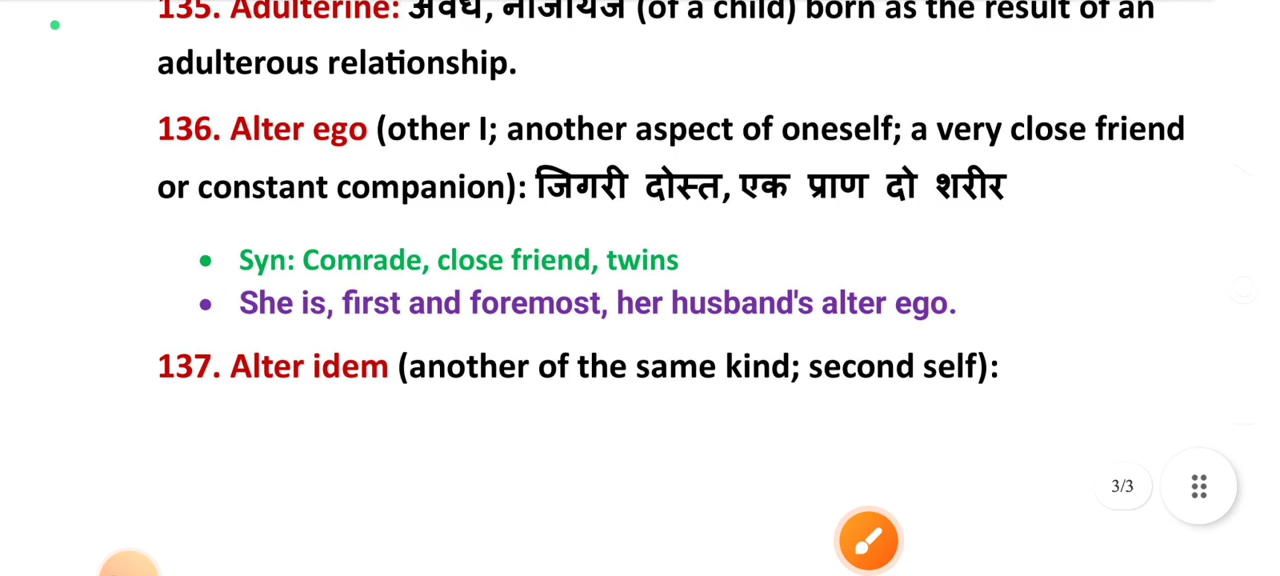 135. Adulterine: अवैध, नाजायज (of a child) born as the result of an
adulterous relationship.
136. Alter ego (other I; another aspect of oneself; a very close friend
or constant companion): जिगरी दोस्त, एक प्राण दो शरीर
• Syn: Comrade, close friend, twins
• She is, first and foremost, her husband's alter ego.
137. Alter idem (another of the same kind; second self):
3/3